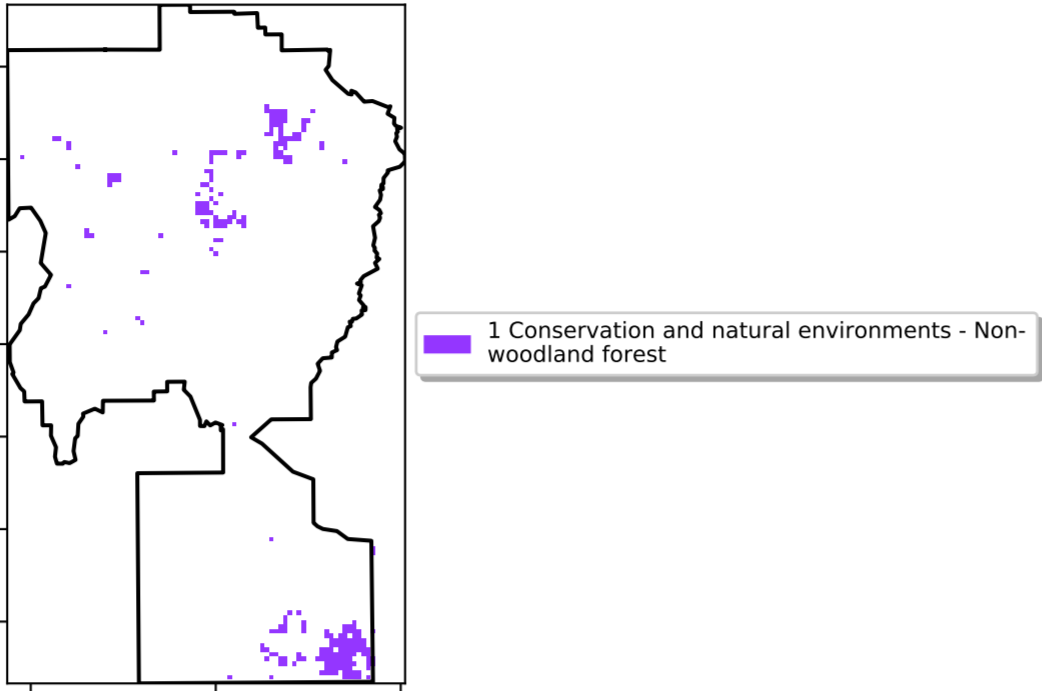 1 Conservation and natural environments - Non-
woodland forest